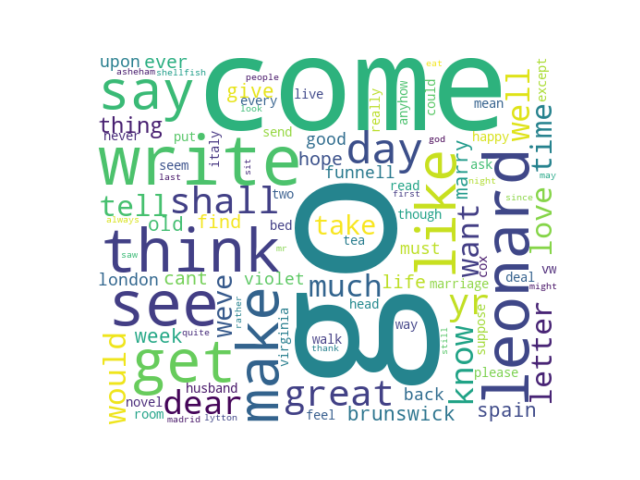 upon ever
asheham shellfish
say
come
give
people
eat
look
every live
really
anyhow
could
mean
except
well
time
thing
never put
send
italy
good
day
happy
god
write
seem
last
sit
hope
funnell
like
marry
ask
night
may
tell
shall
two
read
first
leonard
love
old
find
bed
take
though
since
always
think
tea
must
want
cox
saw
mr
go
london
cant
violet
much
life
marriage
deal
vw
might
see
weve
make
rather
head
yr
letter
week
quite
virginia
way
know
suppose
get
walk
thank
still
great
please
would
husband
novel
dear
back
room
madrid lytton
feel
brunswick
spain